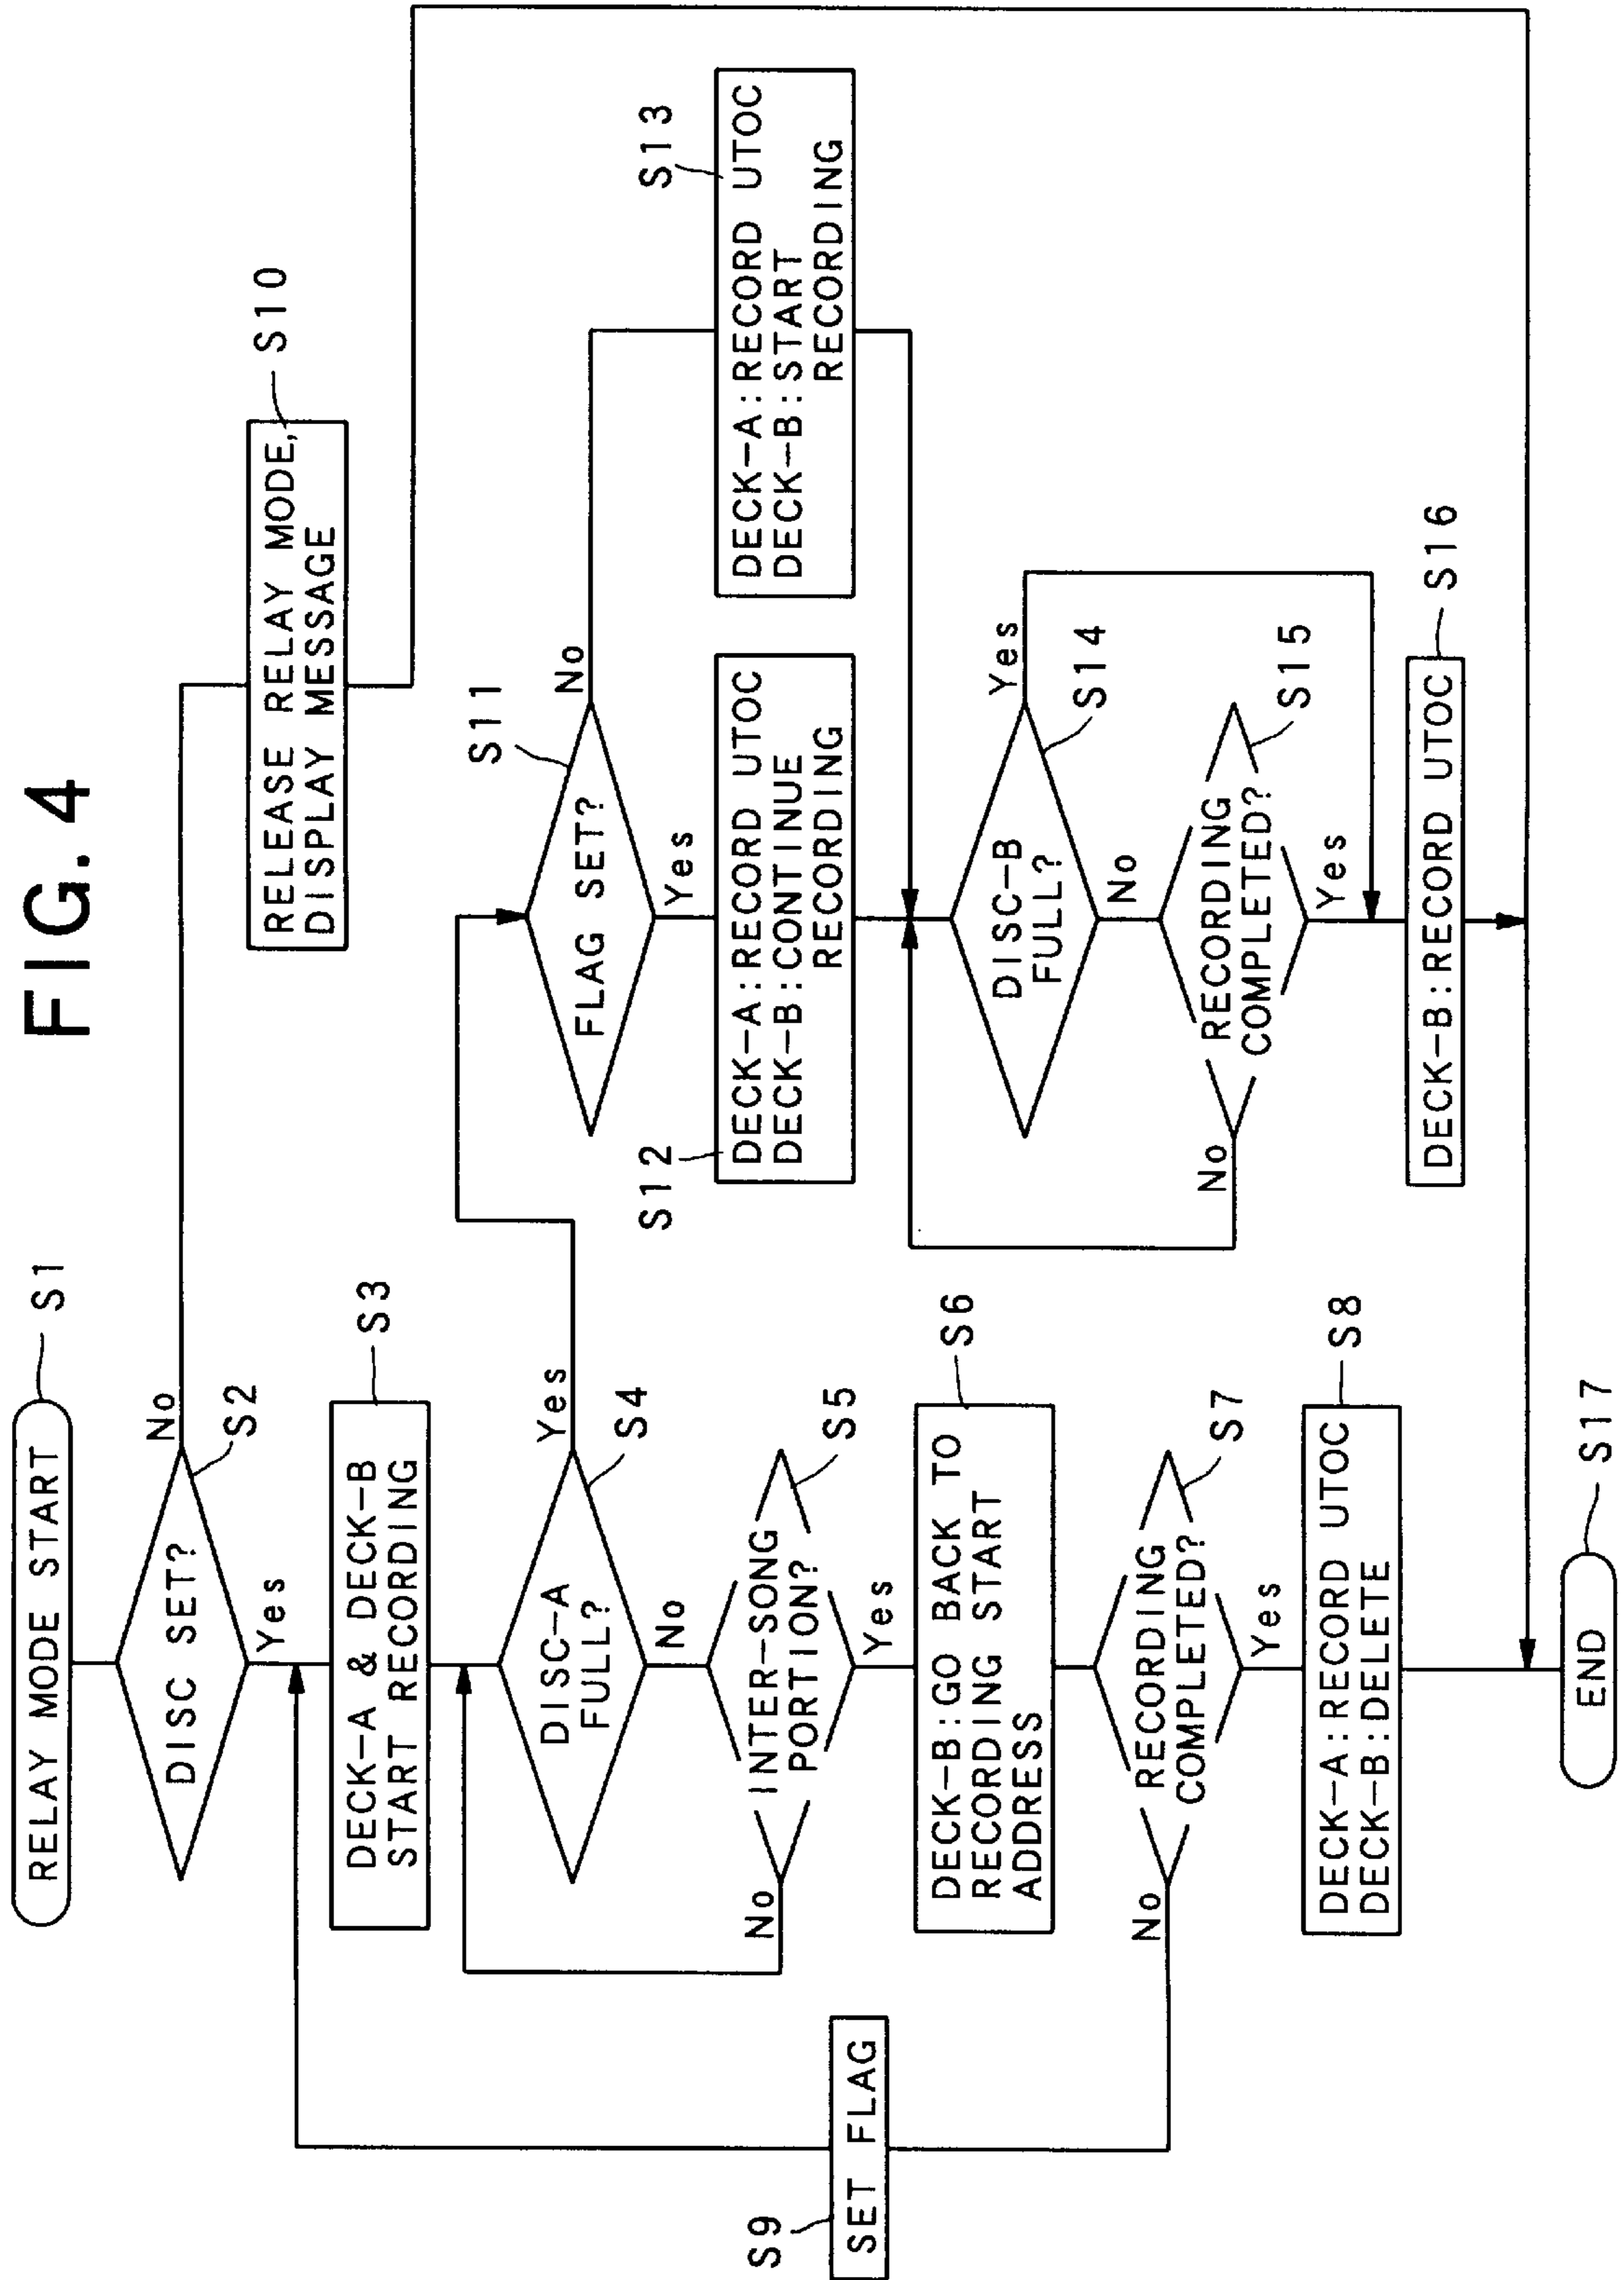 FIG. 4
RELAY MODE START
S1
DISC SET?
S2
No
Yes
RELEASE RELAY MODE,
DISPLAY MESSAGE
S10
DECK-A & DECK-B
START RECORDING
S3
DISC-A
FULL?
S4
Yes
No
INTER-SONG
PORTION?
S5
No
Yes
DECK-B:GO BACK TO
RECORDING START
ADDRESS
S6
RECORDING
COMPLETED?
S7
No
Yes
S9
SET FLAG
DECK-A:RECORD UTOC
DECK-B:DELETE
S8
FLAG SET?
S11
No
Yes
S12
DECK-A:RECORD UTOC
DECK-B:CONTINUE
RECORDING
S13
DECK-A:RECORD UTOC
DECK-B:START
RECORDING
DISC-B
FULL?
S14
Yes
No
RECORDING
COMPLETED?
S15
No
Yes
DECK-B:RECORD UTOC
S16
END
S17